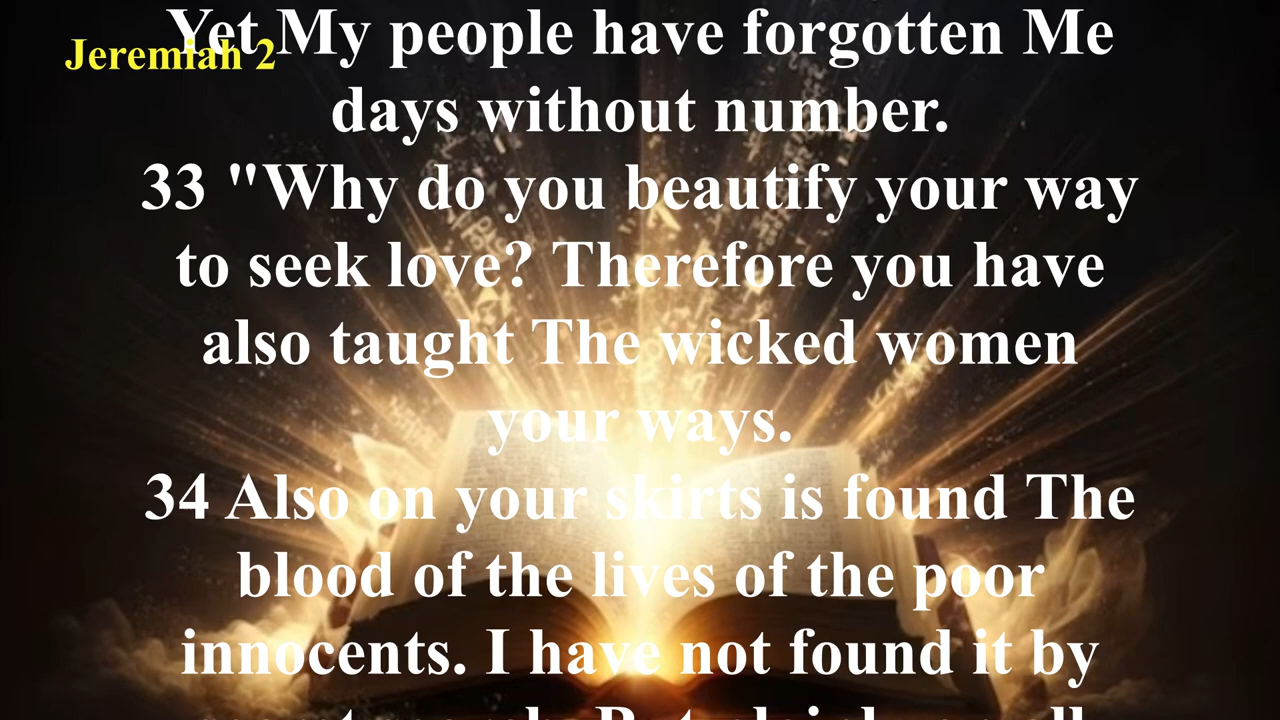 Jeremiah 2
Yet My people have forgotten Me
days without number.
33 "Why do you beautify your way
to seek love? Therefore you have
also taught The wicked women
your ways.
34 Also on your skirts is found The
blood of the lives of the poor
innocents. I have not found it by